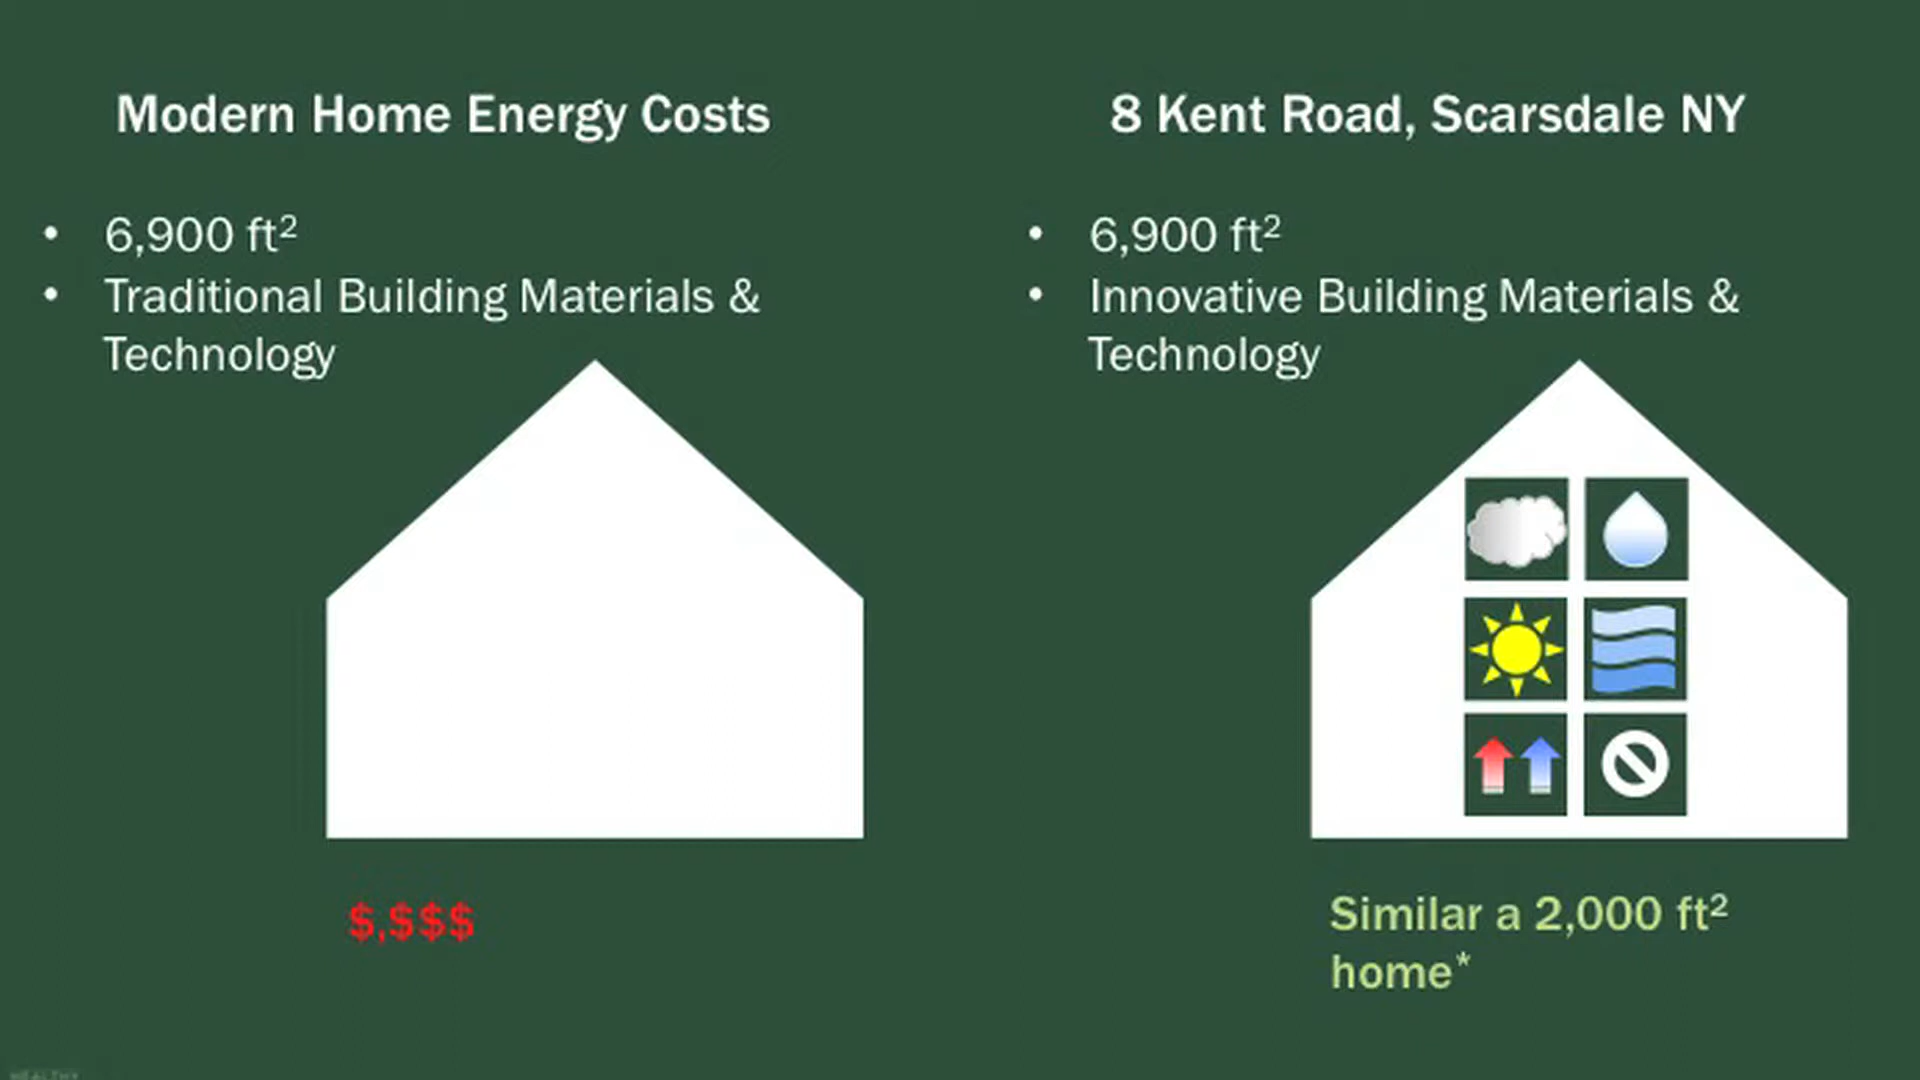 Modern Home Energy Costs
• 6,900 ft²
• Traditional Building Materials &
Technology
$,$$$
8 Kent Road, Scarsdale NY
• 6,900 ft²
• Innovative Building Materials &
Technology
Similar a 2,000 ft²
home*